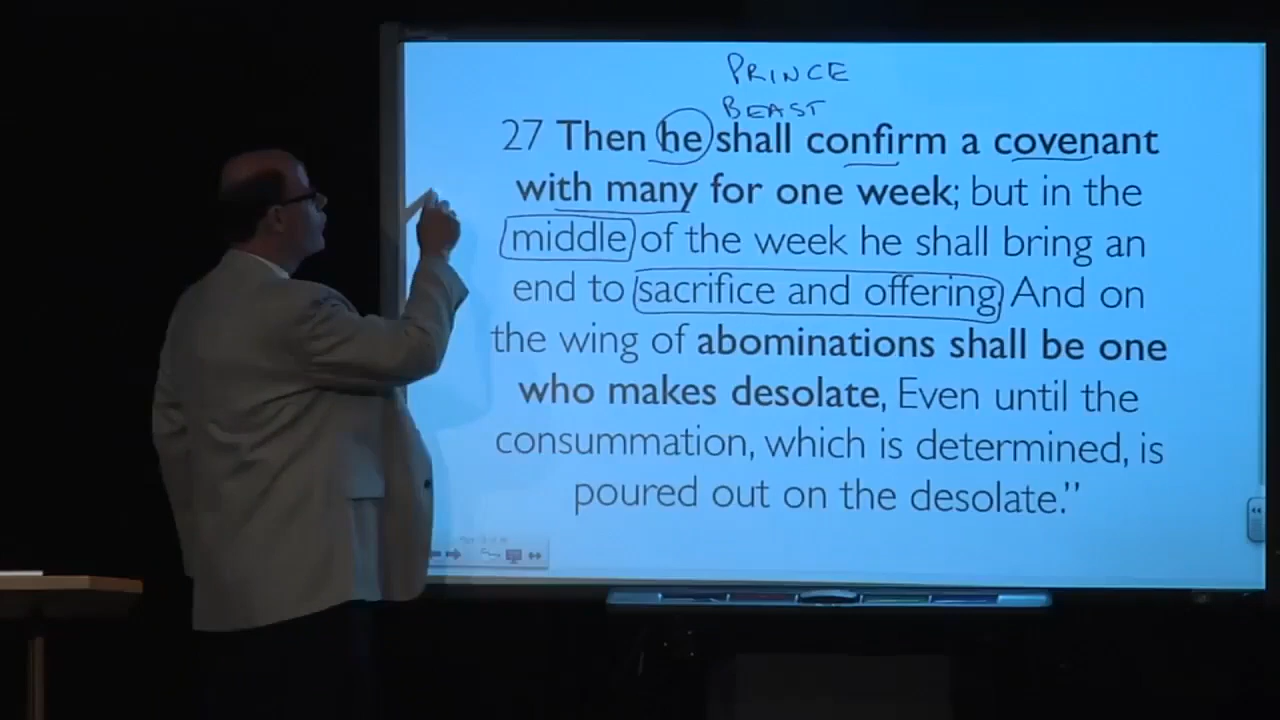 PRINCE
BEAST
27 Then he shall confirm a covenant
with many for one week; but in the
middle of the week he shall bring an
end to sacrifice and offering And on
the wing of abominations shall be one
who makes desolate, Even until the
consummation, which is determined, is
poured out on the desolate.”